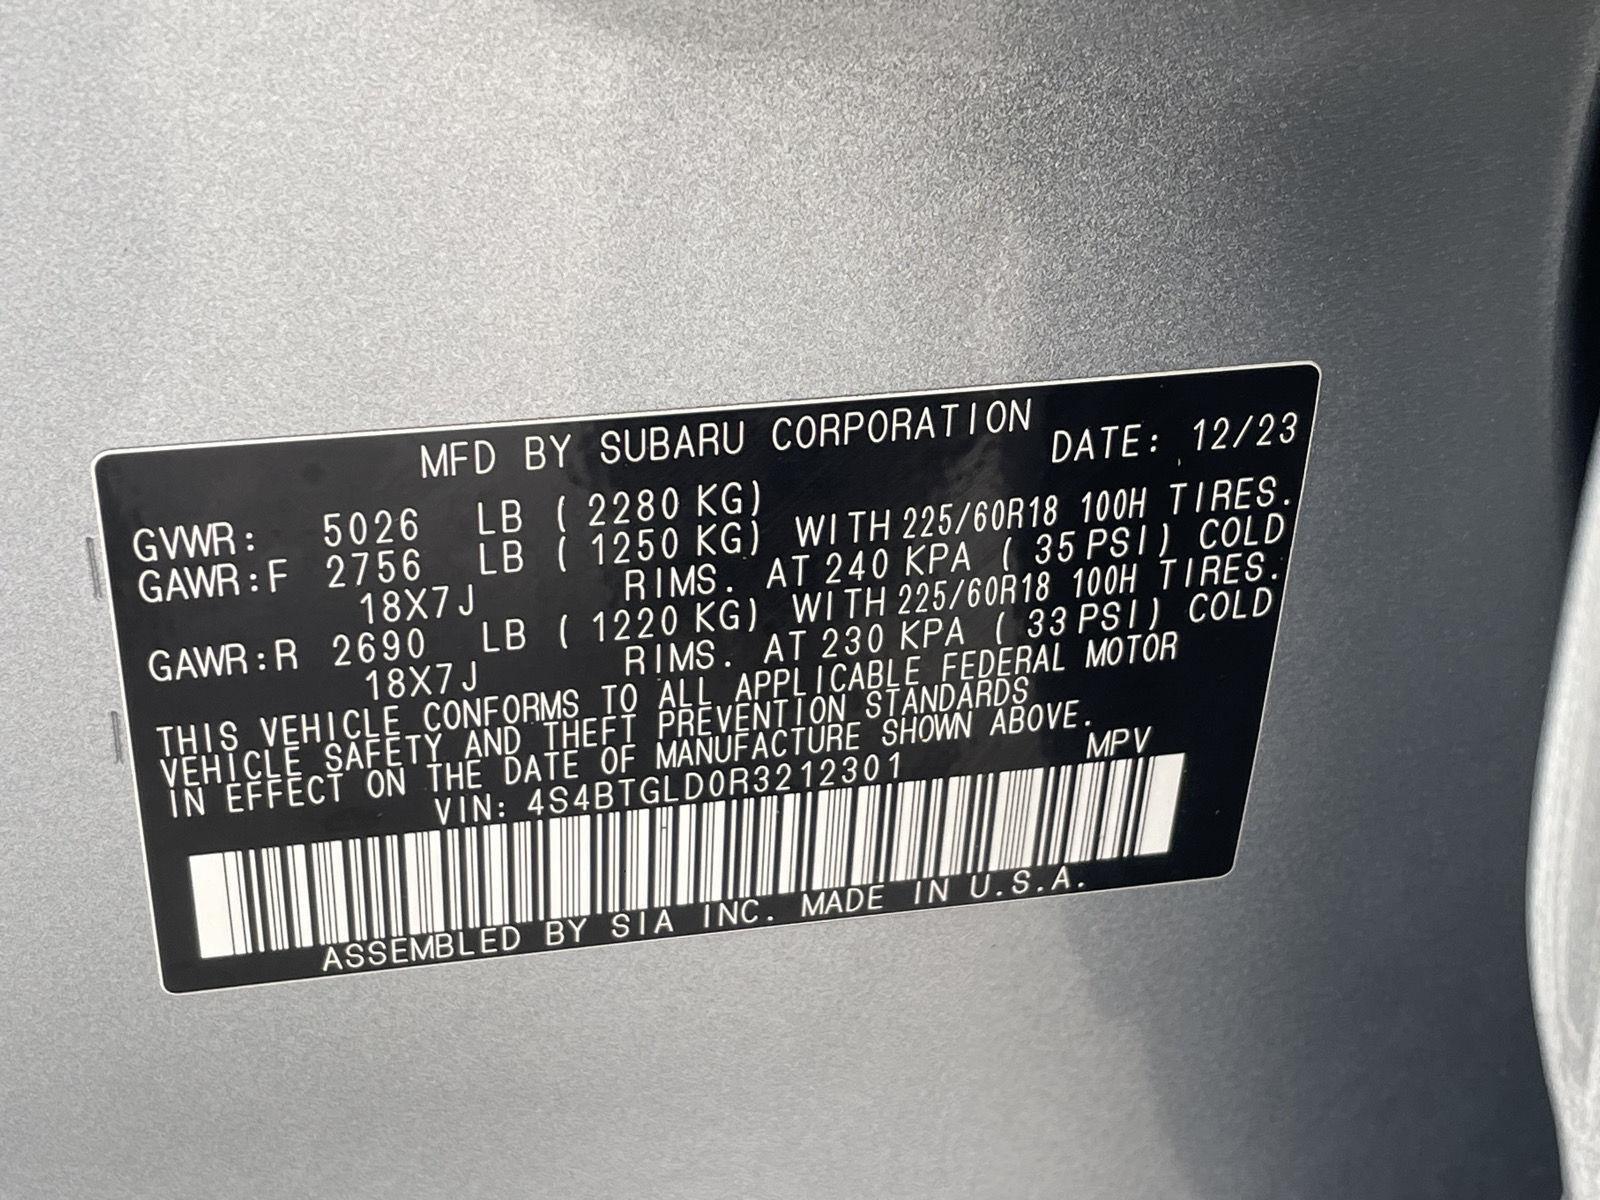 MFD BY SUBARU CORPORATION DATE: 12/23
GVWR: 5026 LB ( 2280 KG)
GAWR:F 2756 LB ( 1250 KG) WITH 225/60R18 100H TIRES.
18X7J RIMS. AT 240 KPA ( 35 PSI) COLD
GAWR:R 2690 LB ( 1220 KG) WITH 225/60R18 100H TIRES.
18X7J RIMS. AT 230 KPA ( 33 PSI) COLD
THIS VEHICLE CONFORMS TO ALL APPLICABLE FEDERAL MOTOR
VEHICLE SAFETY AND THEFT PREVENTION STANDARDS
IN EFFECT ON THE DATE OF MANUFACTURE SHOWN ABOVE.
VIN: 4S4BTGLD0R3212301 MPV
ASSEMBLED BY SIA INC. MADE IN U.S.A.